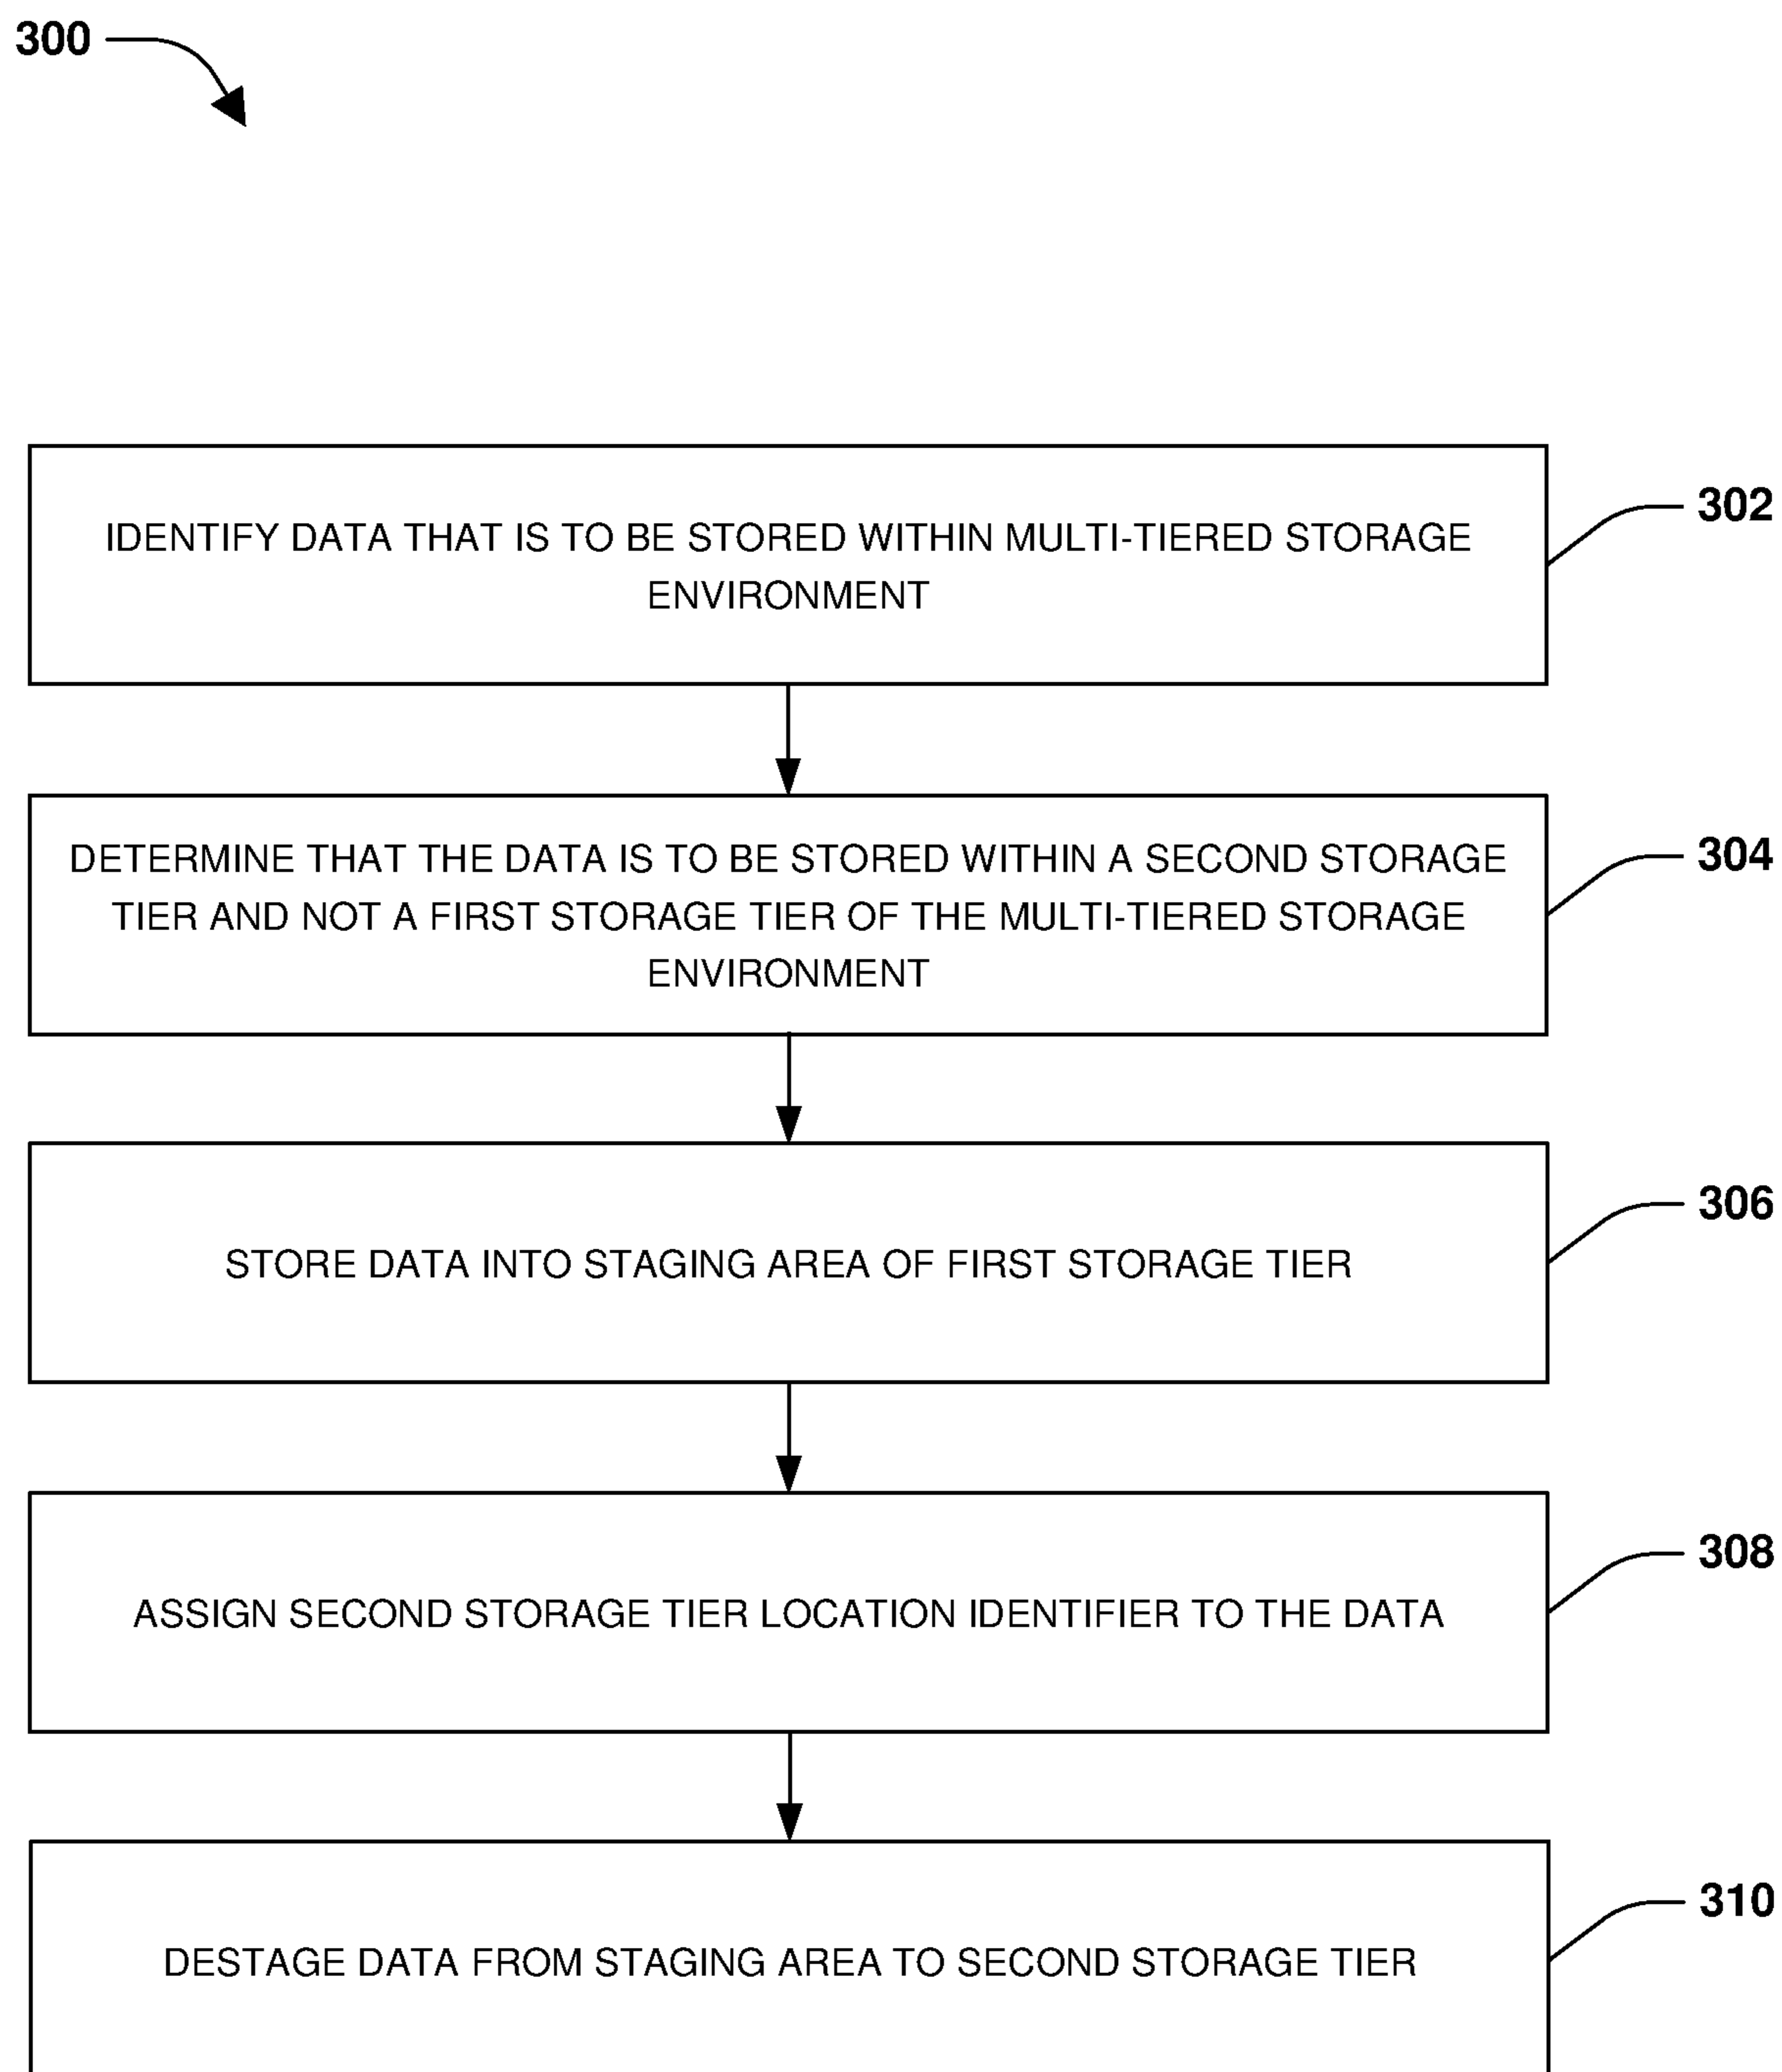 300
IDENTIFY DATA THAT IS TO BE STORED WITHIN MULTI-TIERED STORAGE
ENVIRONMENT
302
DETERMINE THAT THE DATA IS TO BE STORED WITHIN A SECOND STORAGE
TIER AND NOT A FIRST STORAGE TIER OF THE MULTI-TIERED STORAGE
ENVIRONMENT
304
STORE DATA INTO STAGING AREA OF FIRST STORAGE TIER
306
ASSIGN SECOND STORAGE TIER LOCATION IDENTIFIER TO THE DATA
308
DESTAGE DATA FROM STAGING AREA TO SECOND STORAGE TIER
310